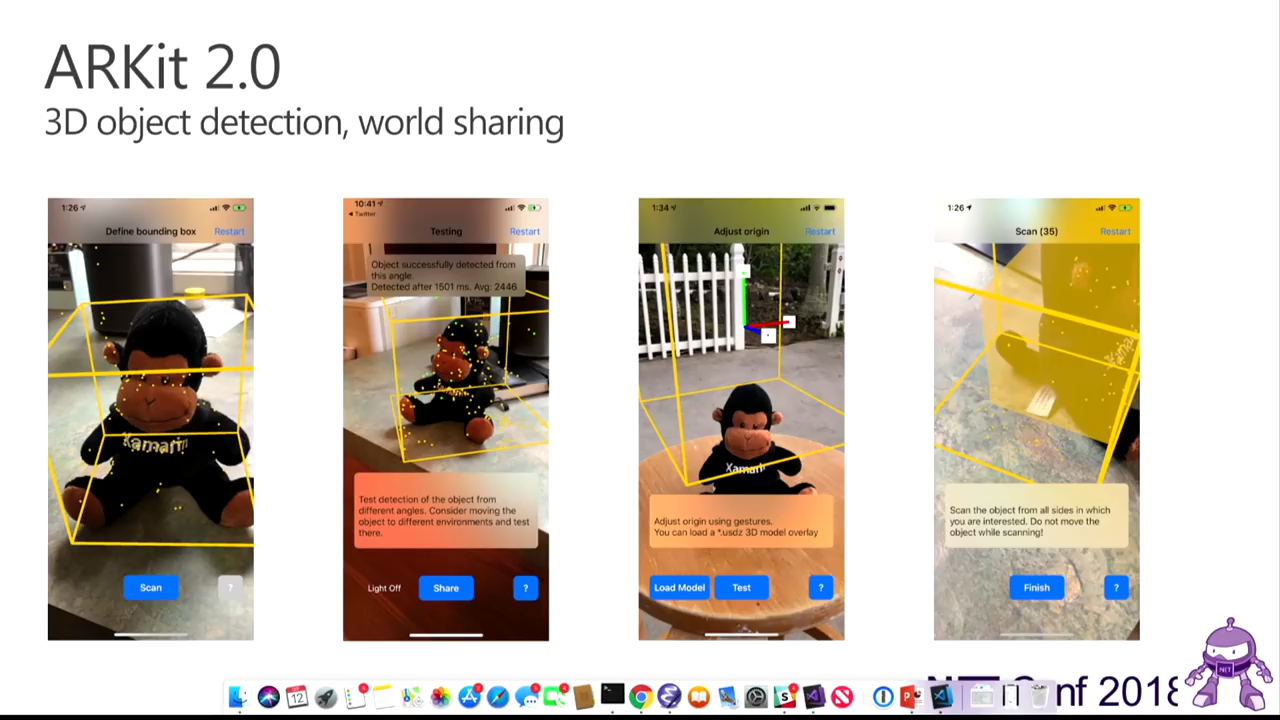 ARKit 2.0
3D object detection, world sharing
1:26
Define bounding box
Restart
Xamarin
Scan
?
10:41
Twitter
Testing
Restart
Object successfully detected from
this angle.
Detected after 1501 ms. Avg: 2446
Test detection of the object from
different angles. Consider moving the
object to different environments and test
there.
Light Off
Share
?
1:34
Adjust origin
Restart
Adjust origin using gestures.
You can load a *.usdz 3D model overlay
Load Model
Test
?
1:26
Scan (35)
Restart
Scan the object from all sides in which
you are interested. Do not move the
object while scanning!
Finish
?
12
2018
.NET